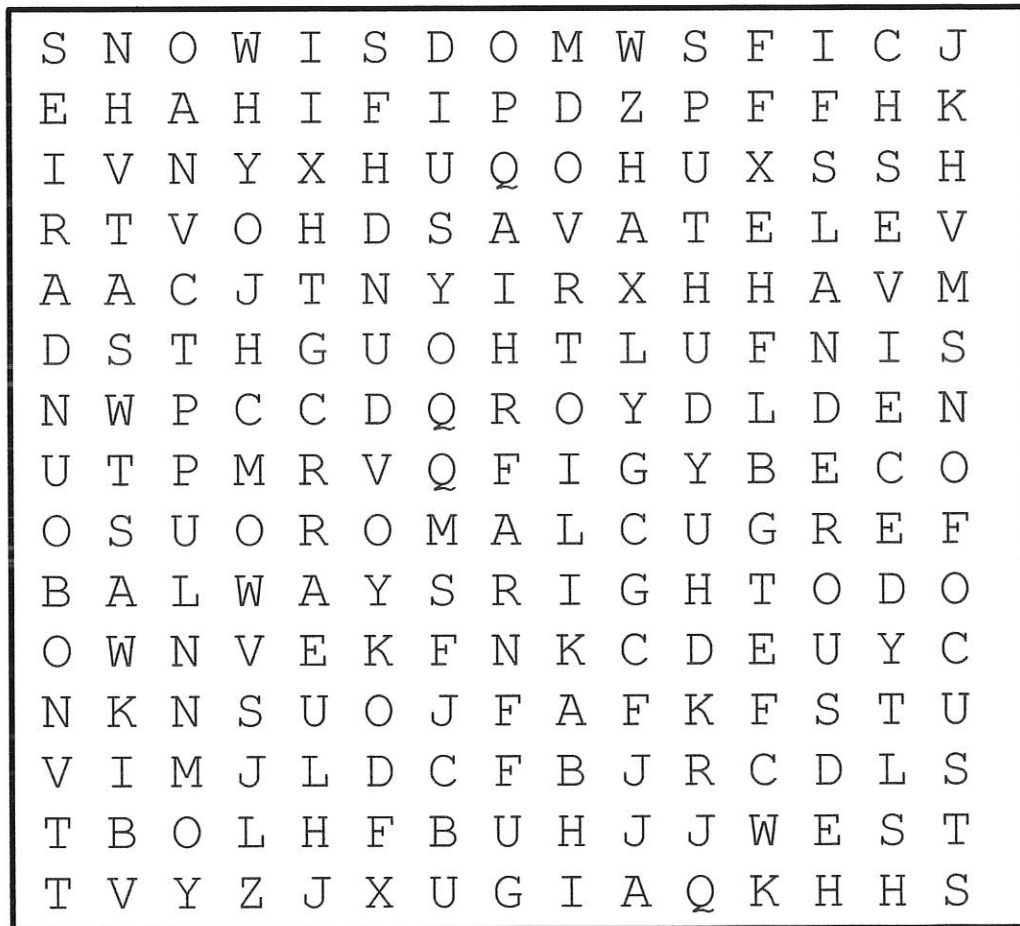 S N O W I S D O M W S F I C J
E H A H I F I P D Z P F F H K
I V N Y X H U Q O H U X S S H
R T V O H D S A V A T E L E V
A A C J T N Y I R X H H A V M
D S T H G U O H T L U F N I S
N W P C C D Q R O Y D L D E N
U T P M R V Q F I G Y B E C O
O S U O R O M A L C U G R E F
B A L W A Y S R I G H T O D O
O W N V E K F N K C D E U Y C
N K N S U O J F A F K F S T U
V I M J L D C F B J R C D L S
T B O L H F B U H J J W E S T
T V Y Z J X U G I A Q K H H S